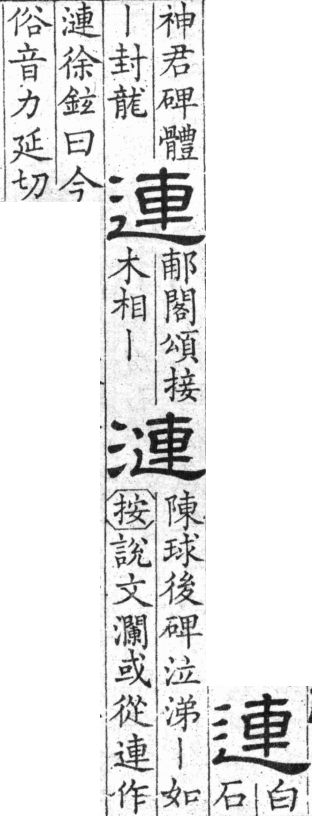 連
白
石
神君碑體
丨封龍
連
郙閣頌接
木相丨
漣
陳球後碑泣涕丨如
按說文瀾或從連作
漣徐鉉曰今
俗音力延切